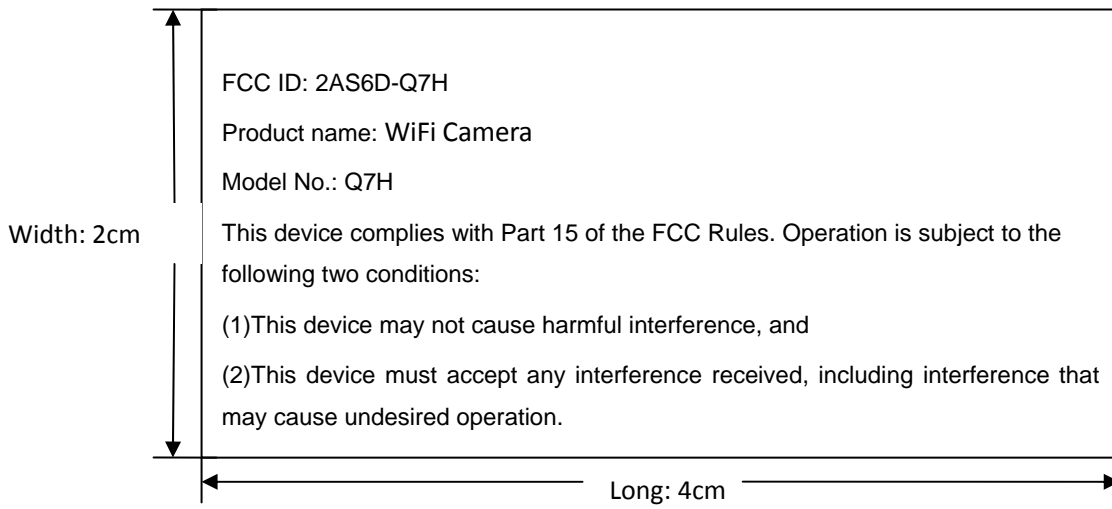 FCC ID: 2AS6D-Q7H
Product name: WiFi Camera
Model No.: Q7H
Width: 2cm
This device complies with Part 15 of the FCC Rules. Operation is subject to the
following two conditions:
(1)This device may not cause harmful interference, and
(2)This device must accept any interference received, including interference that
may cause undesired operation.
Long: 4cm